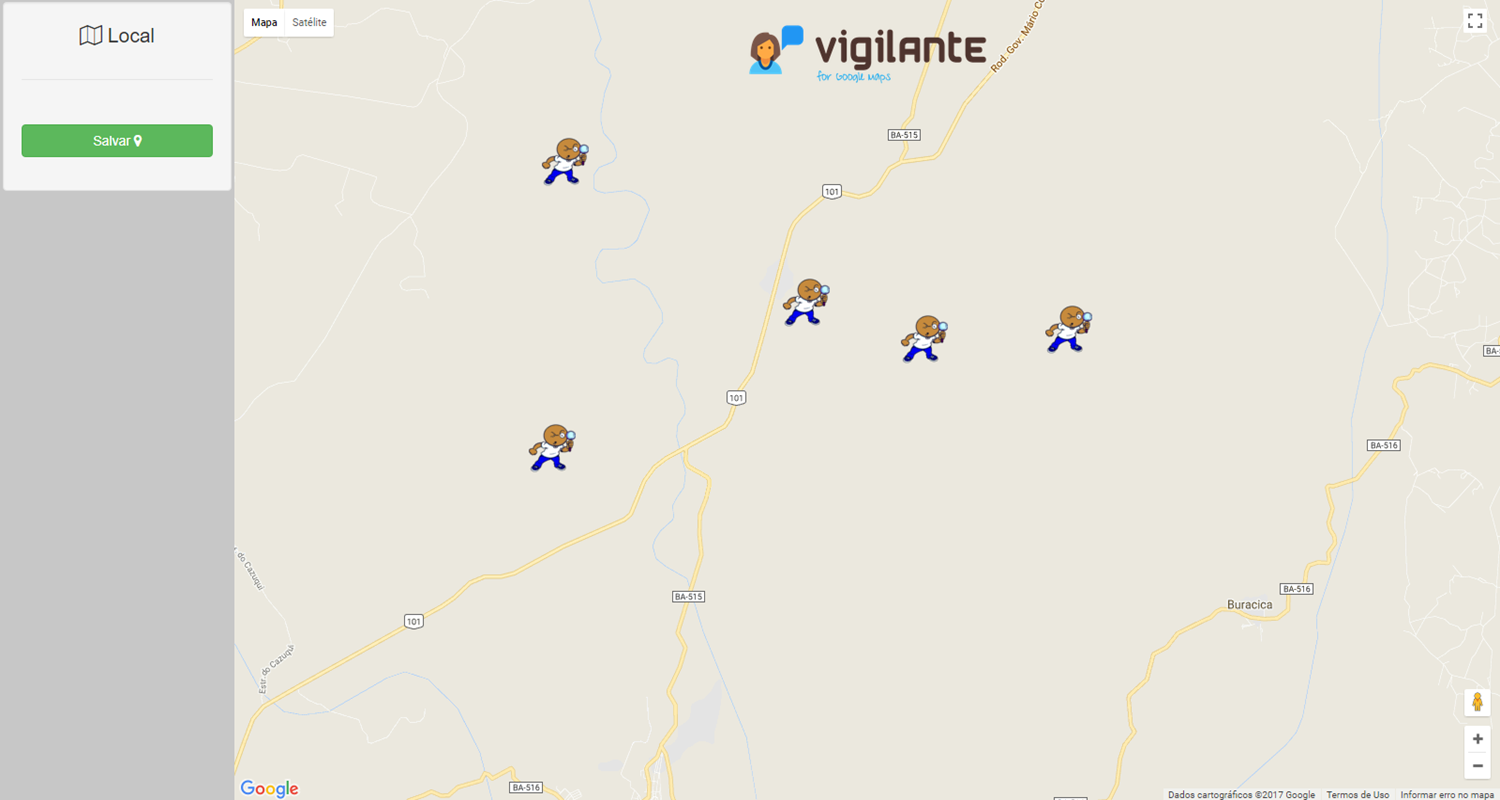 Local
Salvar
Mapa Satélite
vigilante
for Google Maps
Rod. Gov. Mário Co
BA-515
101
101
BA-
BA-516
Estr. do Cazuqui
BA-515
BA-516
Buracica
101
Estr. do Cazuqui
BA-516
Google
Dados cartográficos ©2017 Google Termos de Uso Informar erro no mapa